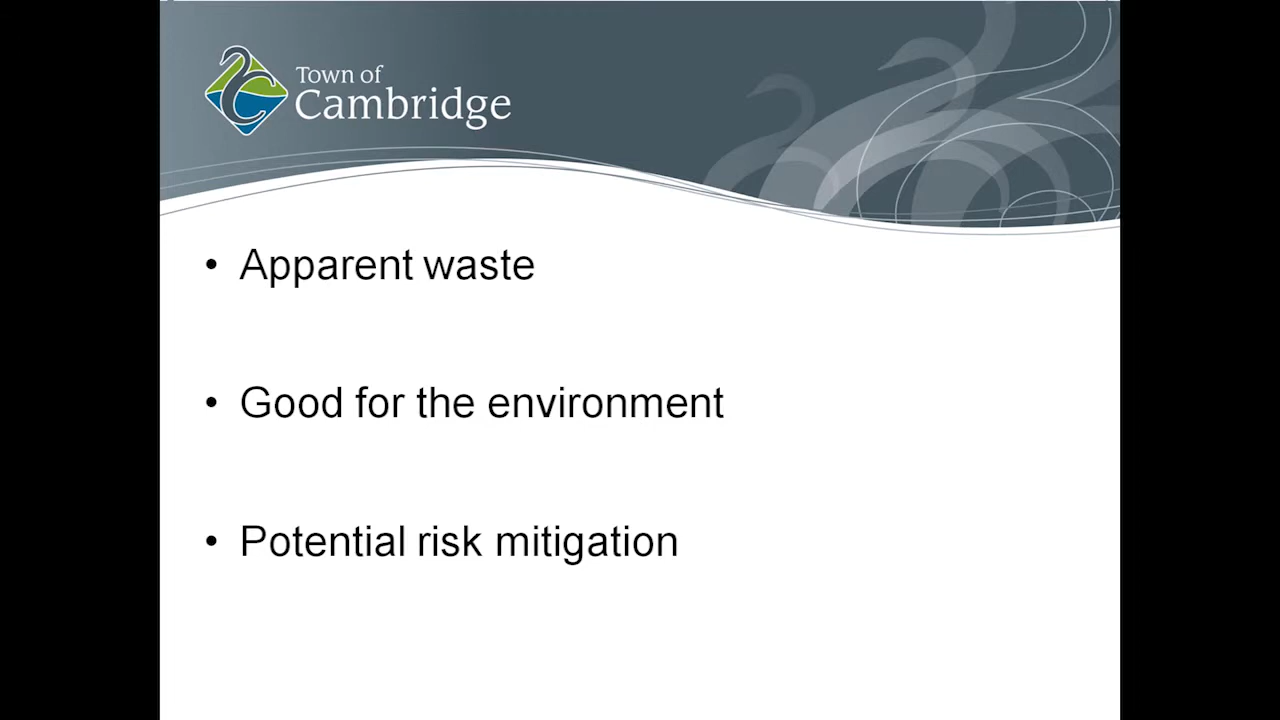 Town of
Cambridge
• Apparent waste
• Good for the environment
• Potential risk mitigation